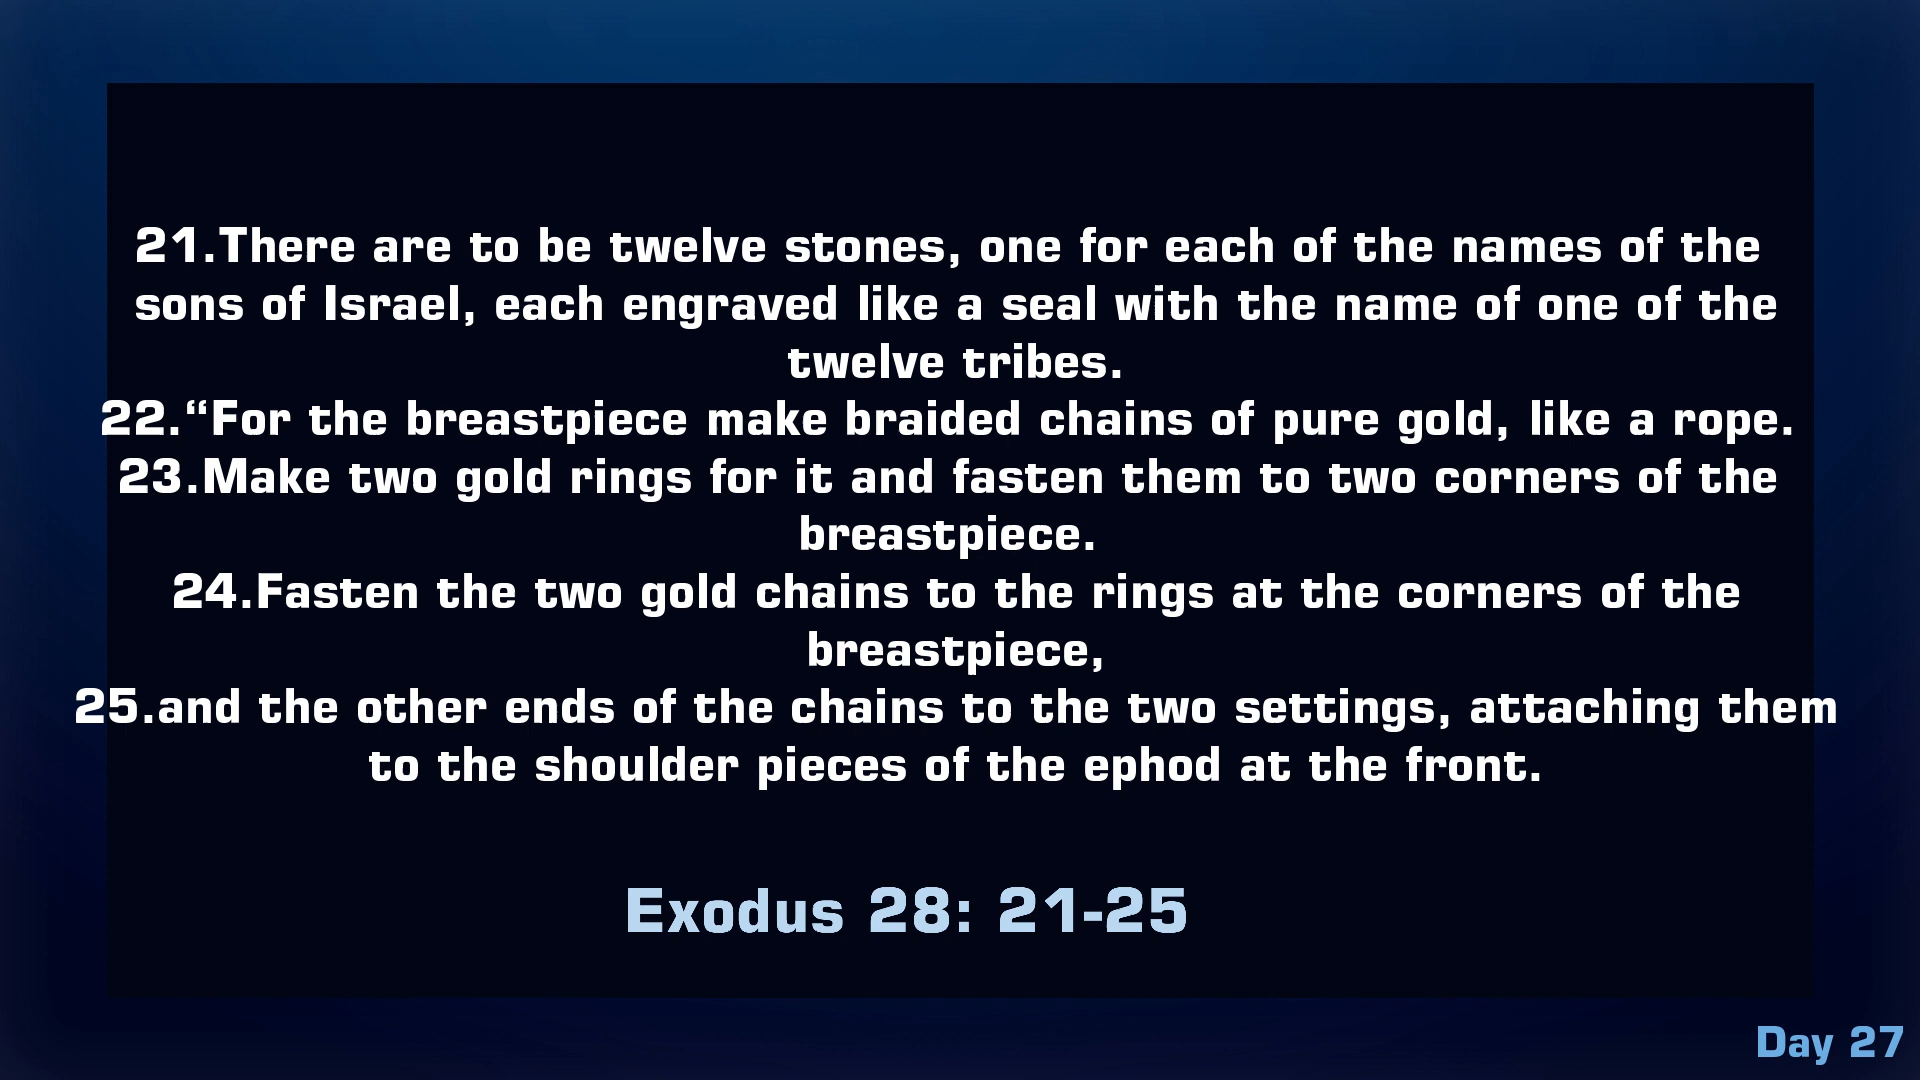 21.There are to be twelve stones, one for each of the names of the
sons of Israel, each engraved like a seal with the name of one of the
twelve tribes.
22.“For the breastpiece make braided chains of pure gold, like a rope.
23.Make two gold rings for it and fasten them to two corners of the
breastpiece.
24.Fasten the two gold chains to the rings at the corners of the
breastpiece,
25.and the other ends of the chains to the two settings, attaching them
to the shoulder pieces of the ephod at the front.
Exodus 28: 21-25
Day 27